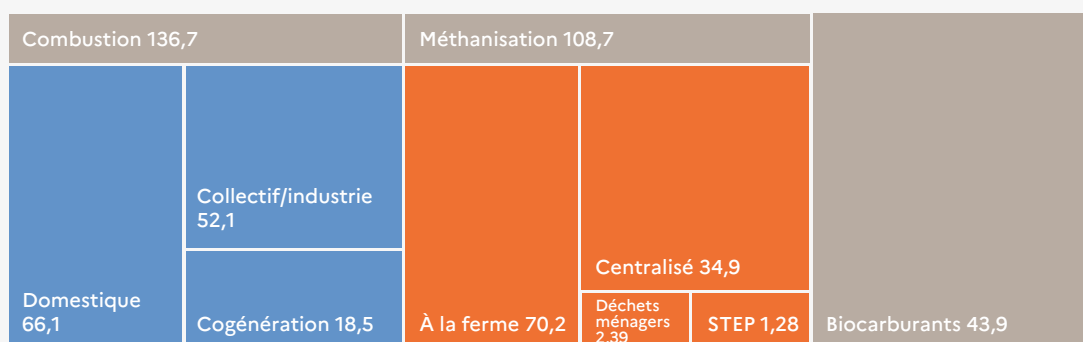 Combustion 136,7
Méthanisation 108,7
Collectif/industrie
52,1
Domestique
66,1
Cogénération 18,5
À la ferme 70,2
Centralisé 34,9
Déchets
ménagers
2,39
STEP 1,28
Biocarburants 43,9